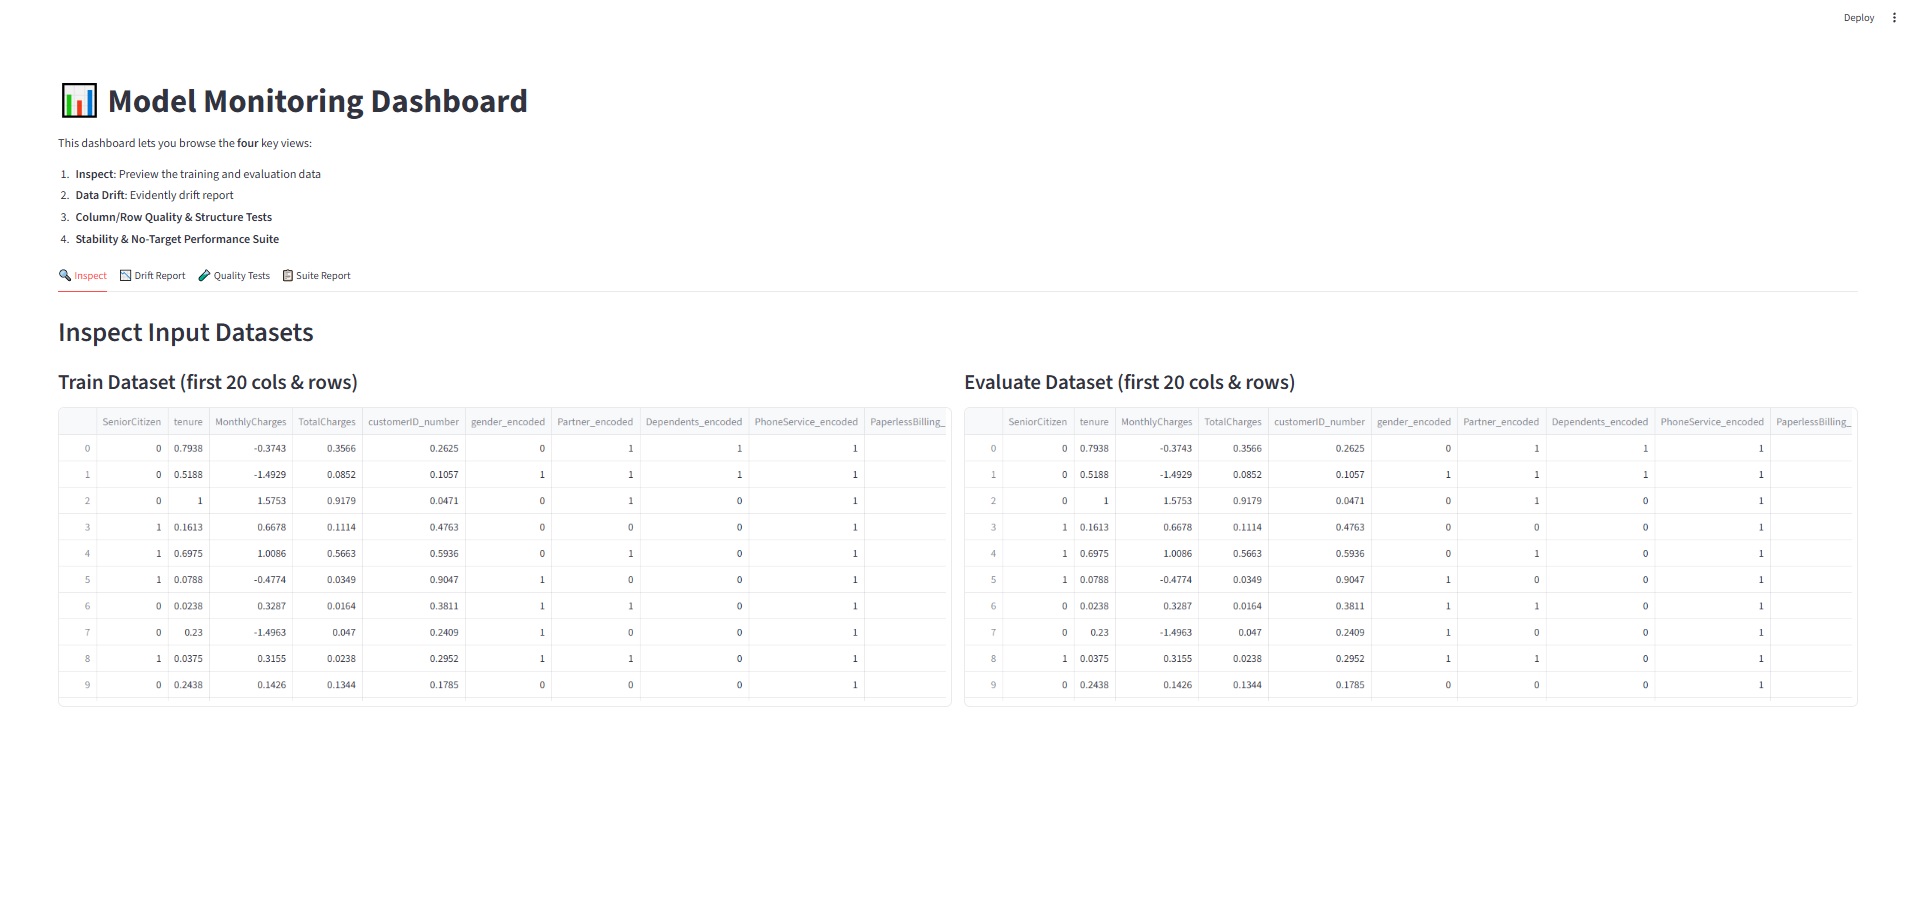 Deploy
Model Monitoring Dashboard
This dashboard lets you browse the four key views:
1. Inspect: Preview the training and evaluation data
2. Data Drift: Evidently drift report
3. Column/Row Quality & Structure Tests
4. Stability & No-Target Performance Suite
Inspect Drift Report Quality Tests Suite Report
Inspect Input Datasets
Train Dataset (first 20 cols & rows)
SeniorCitizen tenure MonthlyCharges TotalCharges customerID_number gender_encoded Partner_encoded Dependents_encoded PhoneService_encoded PaperlessBilling_
0 0 0.7938 -0.3743 0.3566 0.2625 0 1 1 1
1 0 0.5188 -1.4929 0.0852 0.1057 1 1 1 1
2 0 1 1.5753 0.9179 0.0471 0 1 0 1
3 1 0.1613 0.6678 0.1114 0.4763 0 0 0 1
4 1 0.6975 1.0086 0.5663 0.5936 0 1 0 1
5 1 0.0788 -0.4774 0.0349 0.9047 1 0 0 1
6 0 0.0238 0.3287 0.0164 0.3811 1 1 0 1
7 0 0.23 -1.4963 0.047 0.2409 1 0 0 1
8 1 0.0375 0.3155 0.0238 0.2952 1 1 0 1
9 0 0.2438 0.1426 0.1344 0.1785 0 0 0 1
Evaluate Dataset (first 20 cols & rows)
SeniorCitizen tenure MonthlyCharges TotalCharges customerID_number gender_encoded Partner_encoded Dependents_encoded PhoneService_encoded PaperlessBilling_
0 0 0.7938 -0.3743 0.3566 0.2625 0 1 1 1
1 0 0.5188 -1.4929 0.0852 0.1057 1 1 1 1
2 0 1 1.5753 0.9179 0.0471 0 1 0 1
3 1 0.1613 0.6678 0.1114 0.4763 0 0 0 1
4 1 0.6975 1.0086 0.5663 0.5936 0 1 0 1
5 1 0.0788 -0.4774 0.0349 0.9047 1 0 0 1
6 0 0.0238 0.3287 0.0164 0.3811 1 1 0 1
7 0 0.23 -1.4963 0.047 0.2409 1 0 0 1
8 1 0.0375 0.3155 0.0238 0.2952 1 1 0 1
9 0 0.2438 0.1426 0.1344 0.1785 0 0 0 1